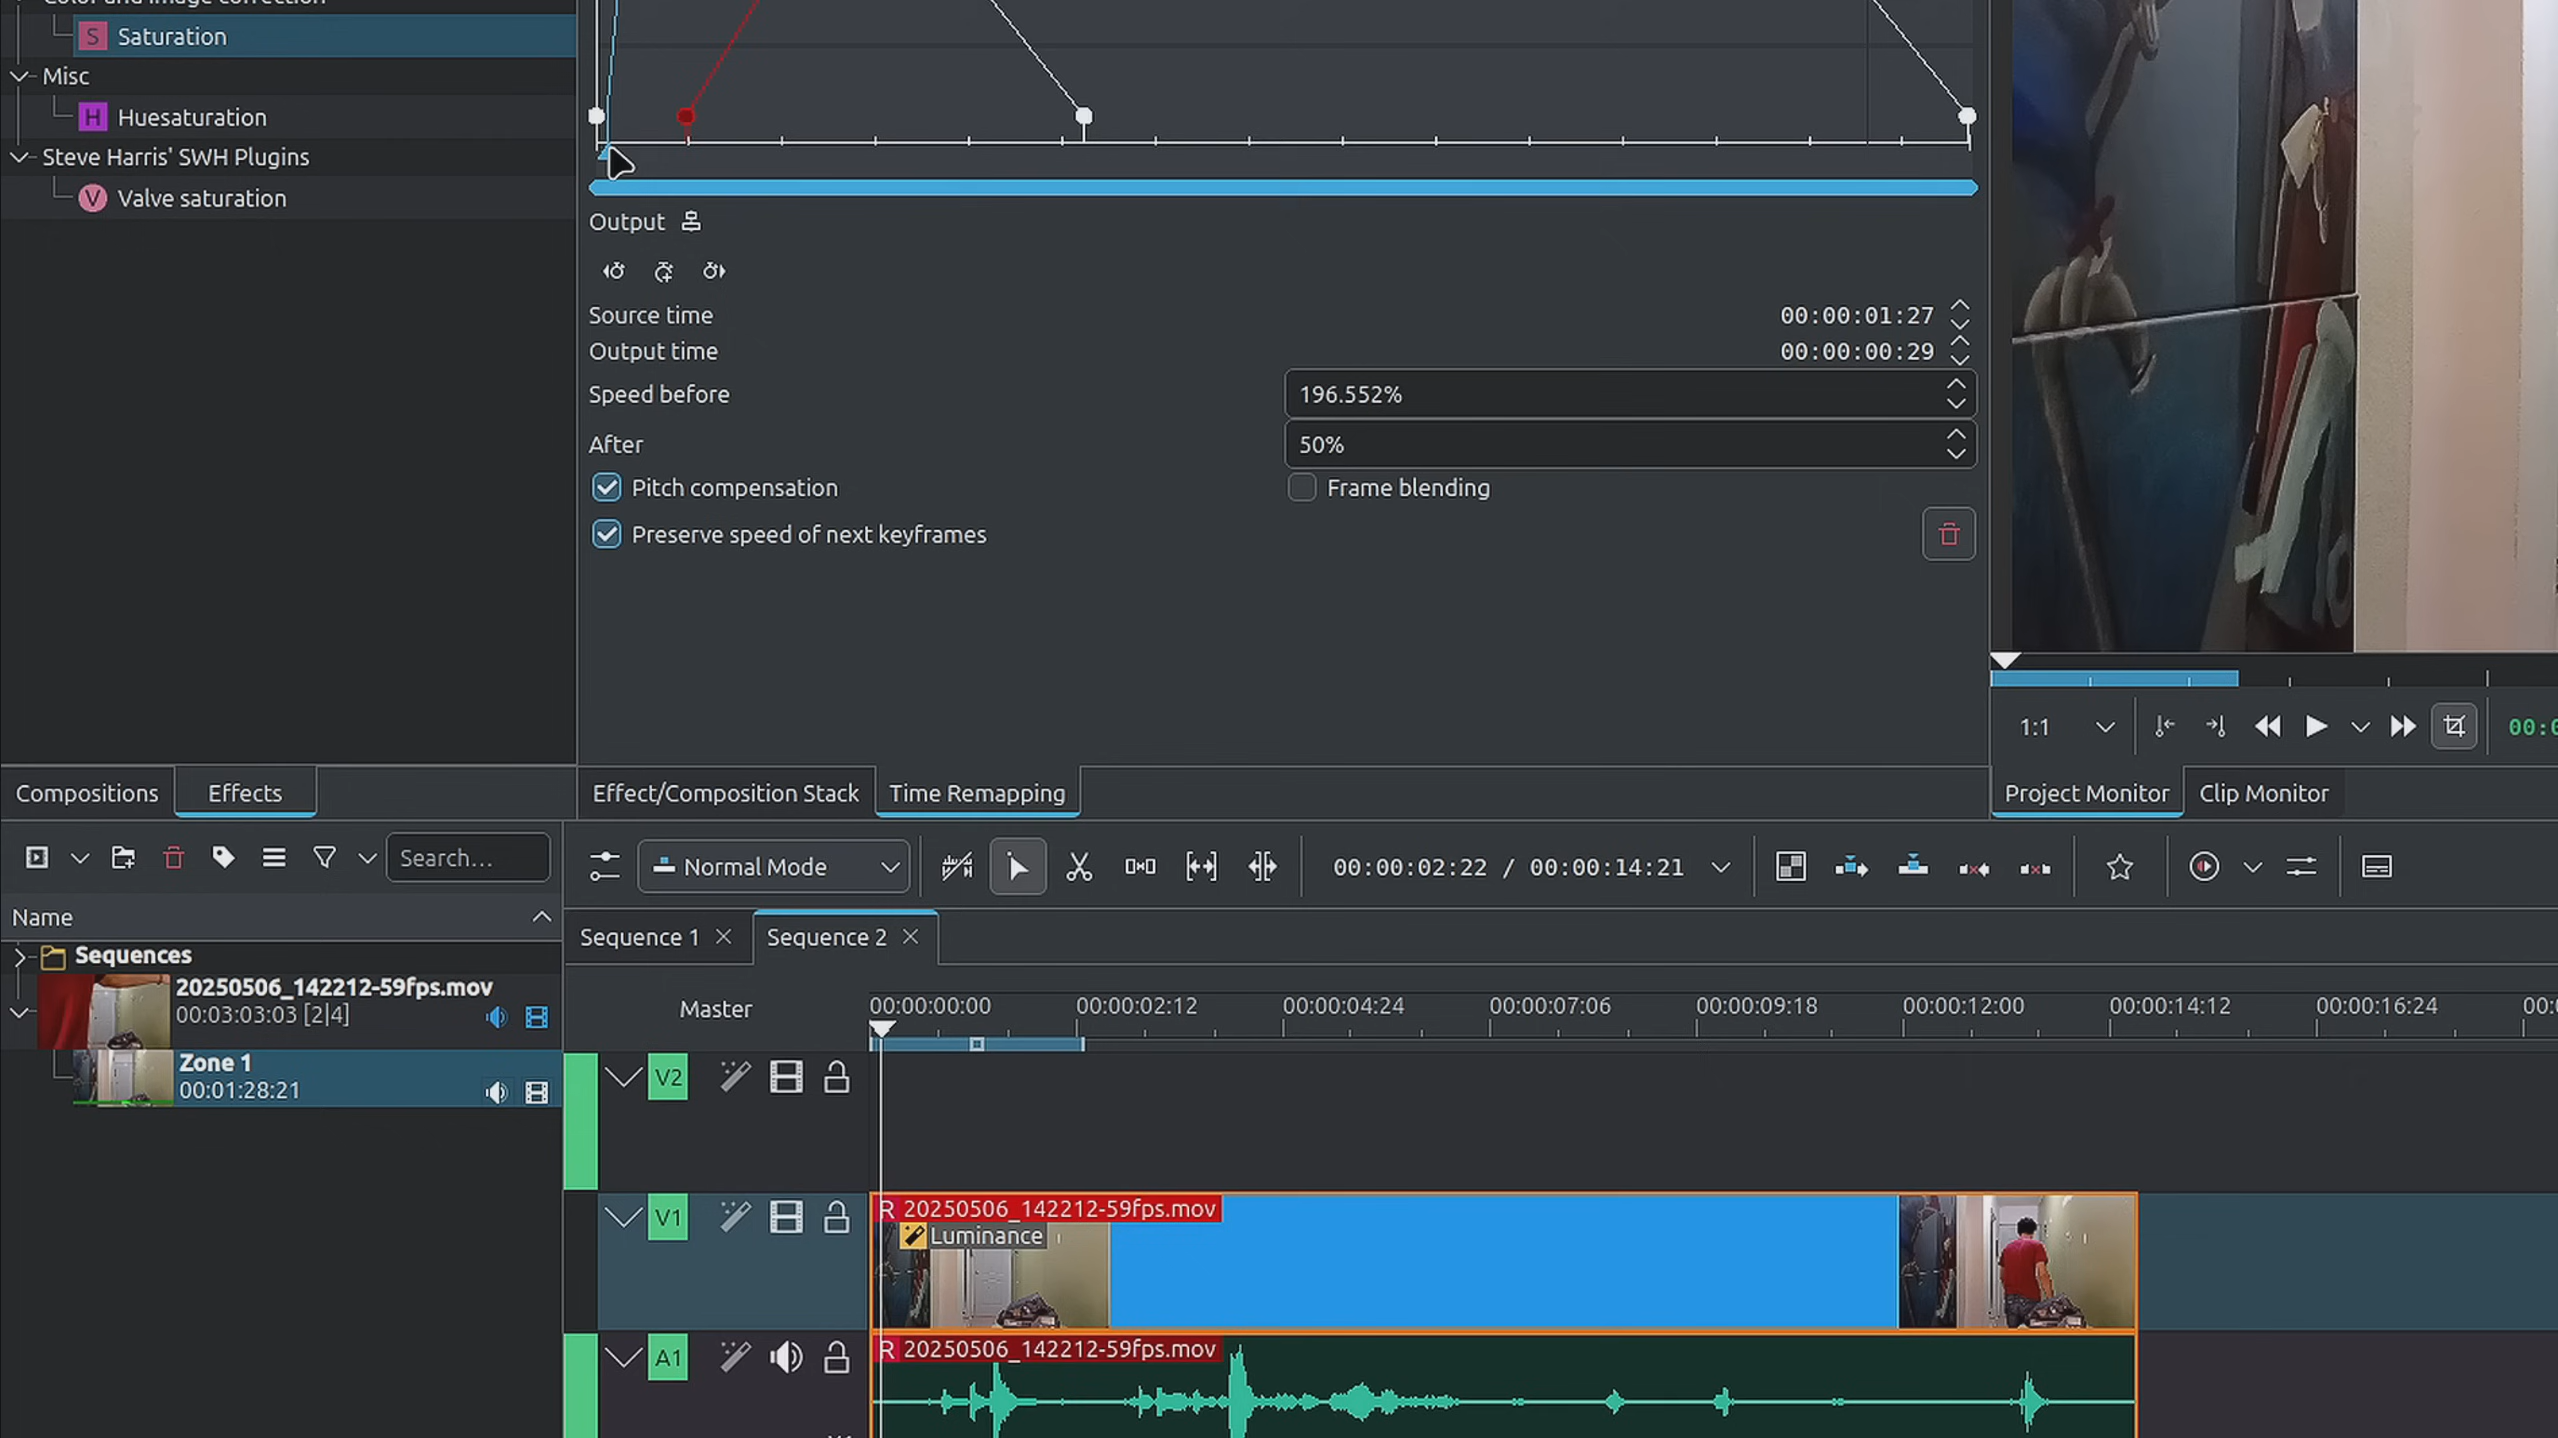 Color and image correction
S Saturation
Misc
H Huesaturation
Steve Harris' SWH Plugins
V Valve saturation
Output
Source time 00:00:01:27
Output time 00:00:00:29
Speed before 196.552%
After 50%
Pitch compensation Frame blending
Preserve speed of next keyframes
1:1
Compositions Effects
Effect/Composition Stack Time Remapping
Project Monitor Clip Monitor
Search...
Normal Mode
00:00:02:22 / 00:00:14:21
Name
Sequences
20250506_142212-59fps.mov
00:03:03:03 [2|4]
Zone 1
00:01:28:21
Sequence 1 Sequence 2
Master
00:00:00:00 00:00:02:12 00:00:04:24 00:00:07:06 00:00:09:18 00:00:12:00 00:00:14:12 00:00:16:24
V2
V1
R 20250506_142212-59fps.mov
Luminance
A1
R 20250506_142212-59fps.mov